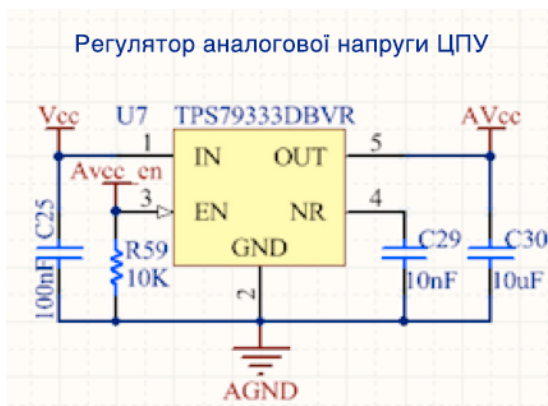 Регулятор аналогової напруги ЦПУ
Vcc U7 TPS79333DBVR AVcc
1 IN OUT 5
Avcc_en
3 EN NR 4
C25 100nF
R59 10K
GND
2
C29 10nF
C30 10uF
AGND